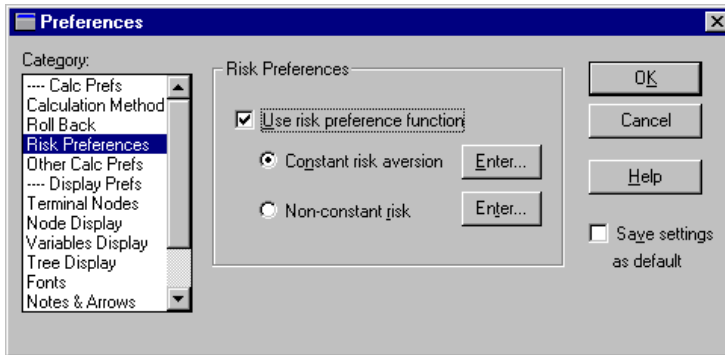 Preferences
Category:
---- Calc Prefs
Calculation Method
Roll Back
Risk Preferences
Other Calc Prefs
---- Display Prefs
Terminal Nodes
Node Display
Variables Display
Tree Display
Fonts
Notes & Arrows
Risk Preferences
Use risk preference function
Constant risk aversion
Enter...
Non-constant risk
Enter...
OK
Cancel
Help
Save settings
as default